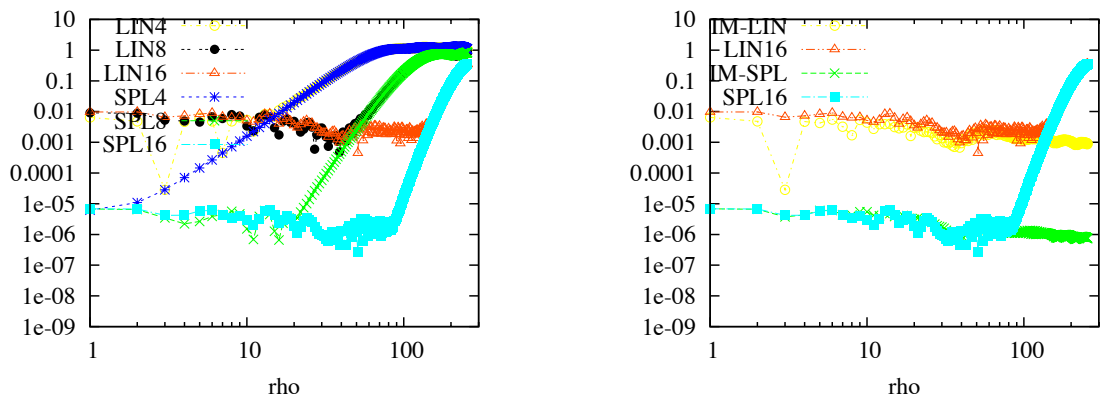 10
1
0.1
0.01
0.001
0.0001
1e-05
1e-06
1e-07
1e-08
1e-09
LIN4
LIN8
LIN16
SPL4
SPL8
SPL16
1 10 100
rho
10
1
0.1
0.01
0.001
0.0001
1e-05
1e-06
1e-07
1e-08
1e-09
IM-LIN
LIN16
IM-SPL
SPL16
1 10 100
rho